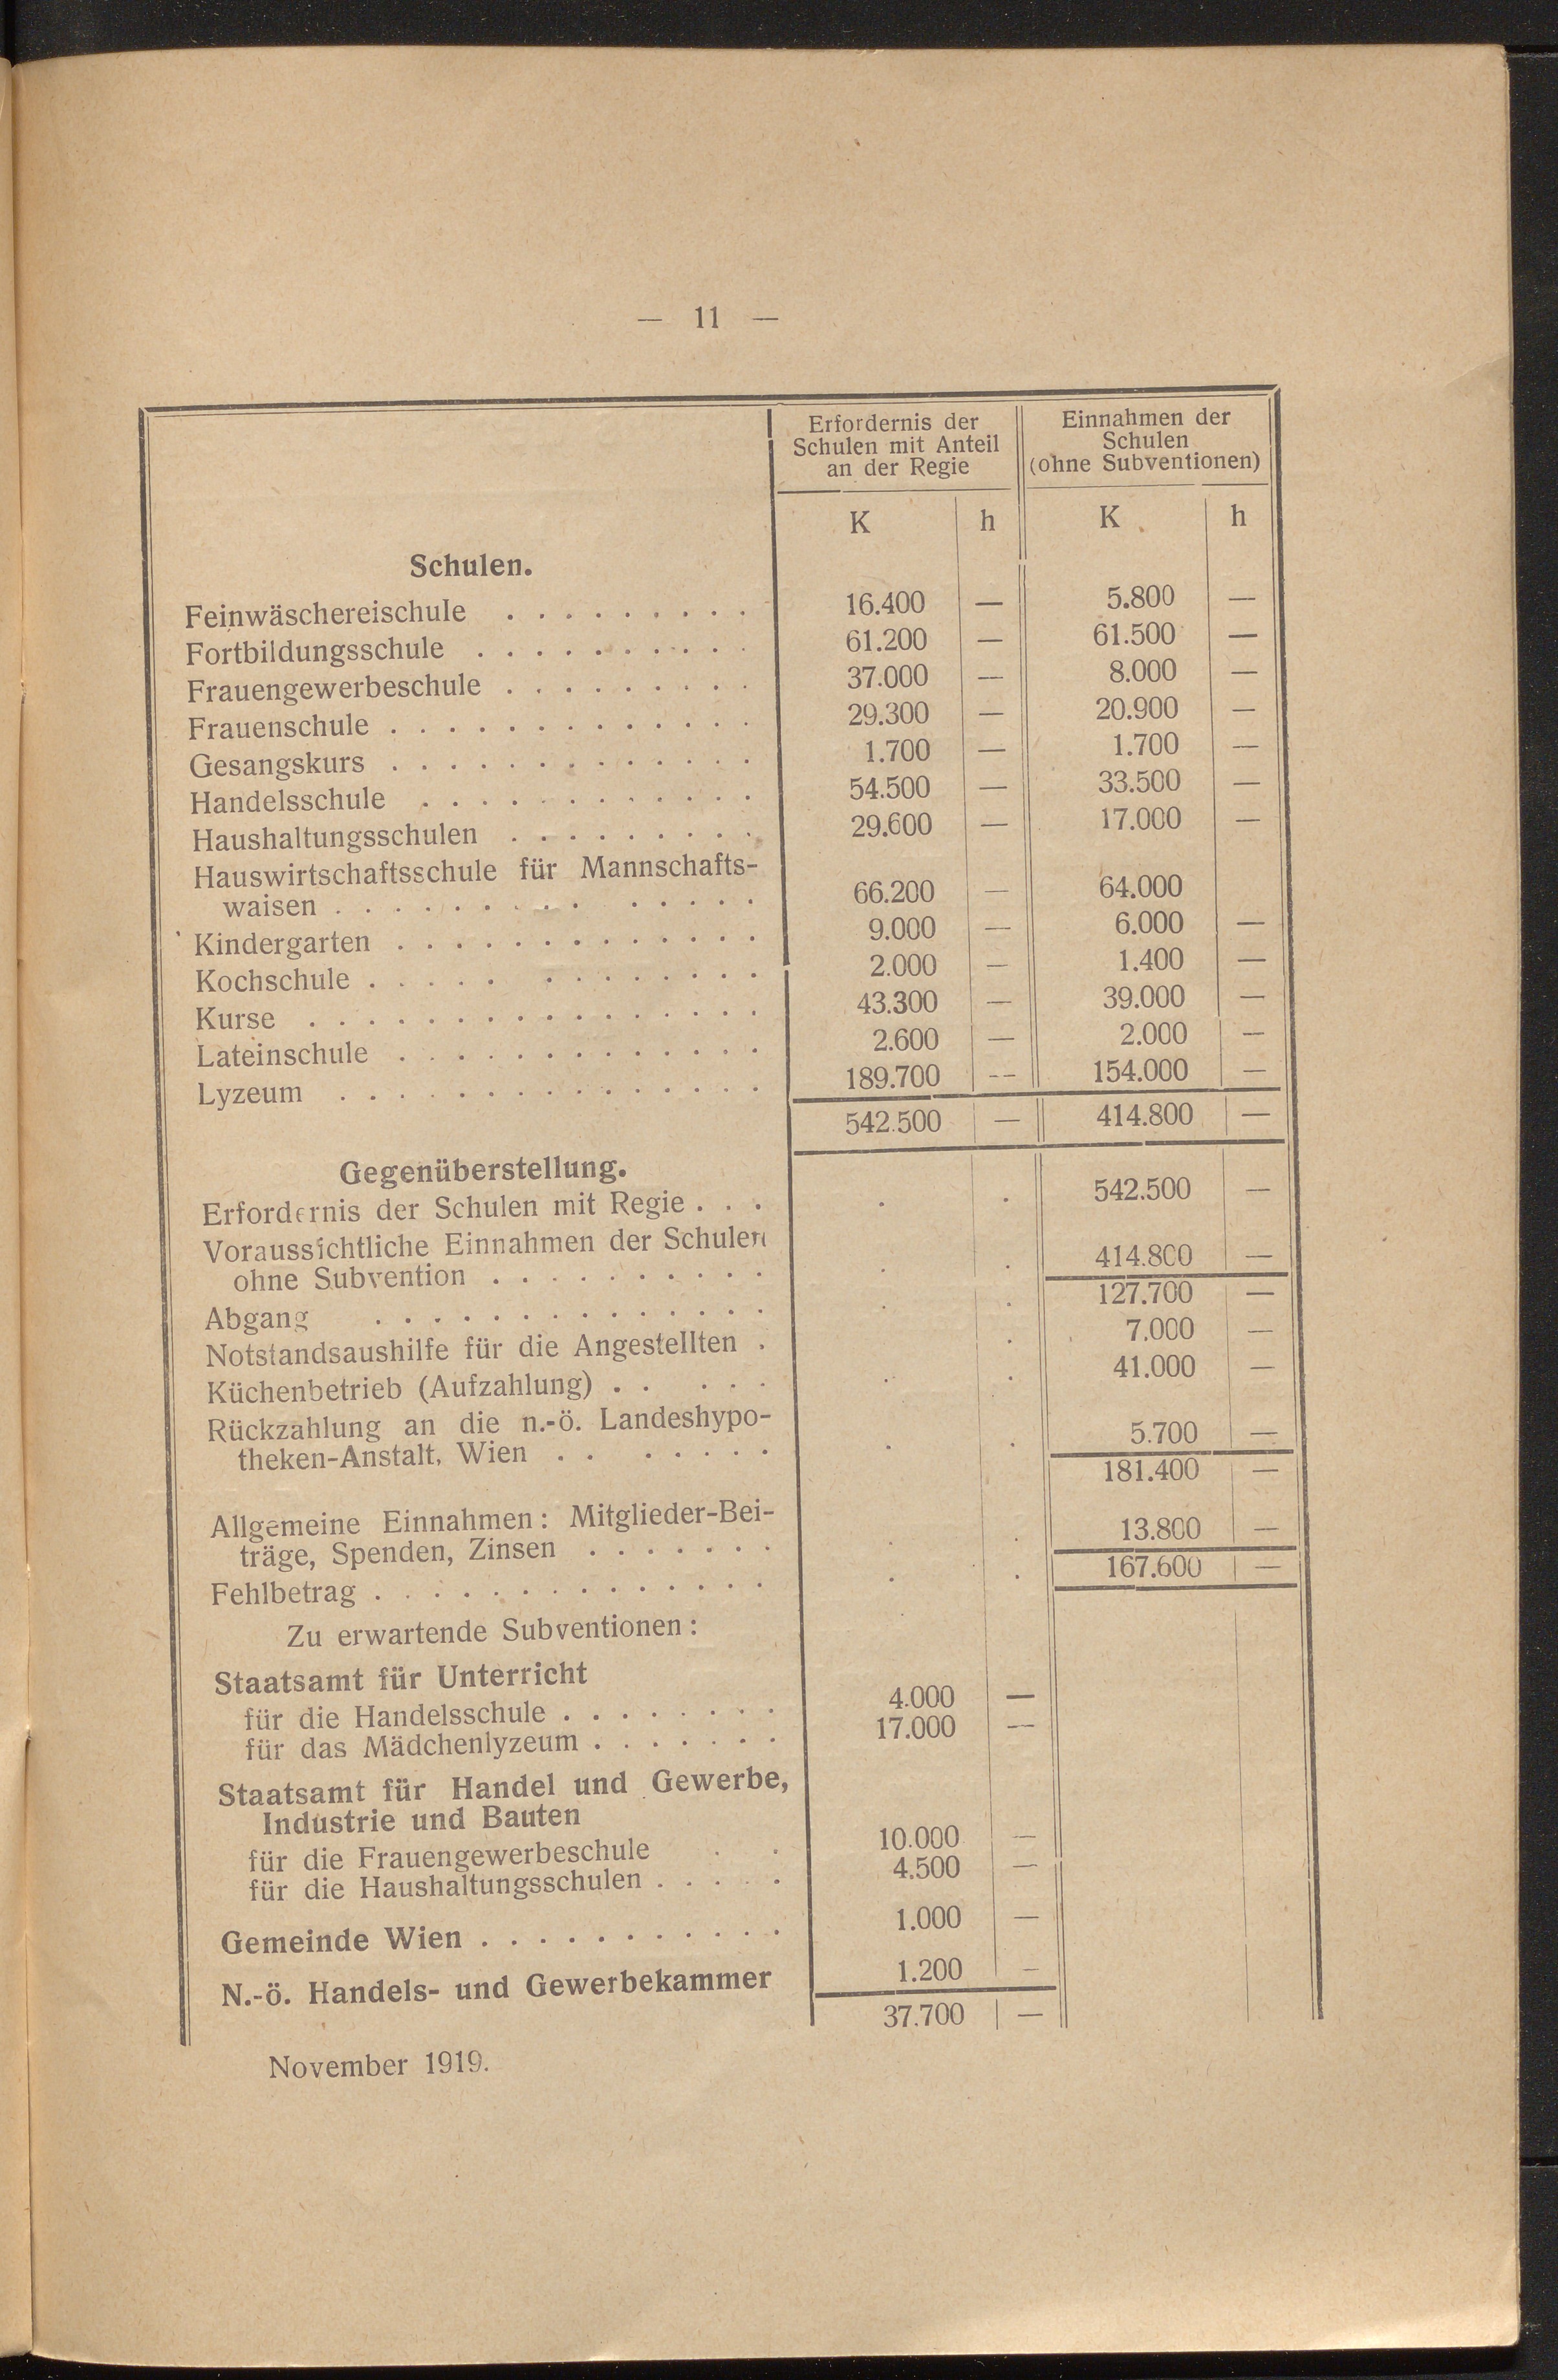 — 11 —
Erfordernis der Schulen mit Anteil an der Regie | Einnahmen der Schulen (ohne Subventionen)
K h | K h
Schulen.
Feinwäschereischule . . . . . . . . . 16.400 — 5.800 —
Fortbildungsschule . . . . . . . . . . 61.200 — 61.500 —
Frauengewerbeschule . . . . . . . . . 37.000 — 8.000 —
Frauenschule . . . . . . . . . . . . . 29.300 — 20.900 —
Gesangskurs . . . . . . . . . . . . . 1.700 — 1.700 —
Handelsschule . . . . . . . . . . . . 54.500 — 33.500 —
Haushaltungsschulen . . . . . . . . . 29.600 — 17.000 —
Hauswirtschaftsschule für Mannschafts-
waisen . . . . . . . . . . . . . . 66.200 — 64.000
Kindergarten . . . . . . . . . . . . . 9.000 — 6.000 —
Kochschule . . . . . . . . . . . . . 2.000 — 1.400 —
Kurse . . . . . . . . . . . . . . . . 43.300 — 39.000 —
Lateinschule . . . . . . . . . . . . . 2.600 — 2.000 —
Lyzeum . . . . . . . . . . . . . . . 189.700 — 154.000 —
542.500 — 414.800 —
Gegenüberstellung.
Erfordernis der Schulen mit Regie . . . . . 542.500 —
Voraussichtliche Einnahmen der Schulen
ohne Subvention . . . . . . . . . . . . 414.800 —
Abgang . . . . . . . . . . . . . . . . 127.700 —
Notstandsaushilfe für die Angestellten . . 7.000 —
Küchenbetrieb (Aufzahlung) . . . . . . . 41.000 —
Rückzahlung an die n.-ö. Landeshypo-
theken-Anstalt, Wien . . . . . . . . . 5.700 —
181.400 —
Allgemeine Einnahmen: Mitglieder-Bei-
träge, Spenden, Zinsen . . . . . . . . . 13.800 —
Fehlbetrag . . . . . . . . . . . . . . . . 167.600 —
Zu erwartende Subventionen:
Staatsamt für Unterricht
für die Handelsschule . . . . . . . . 4.000 —
für das Mädchenlyzeum . . . . . . . 17.000 —
Staatsamt für Handel und Gewerbe,
Industrie und Bauten
für die Frauengewerbeschule . . 10.000 —
für die Haushaltungsschulen . . . . . 4.500 —
Gemeinde Wien . . . . . . . . . . . 1.000 —
N.-ö. Handels- und Gewerbekammer 1.200 —
37.700 —
November 1919.